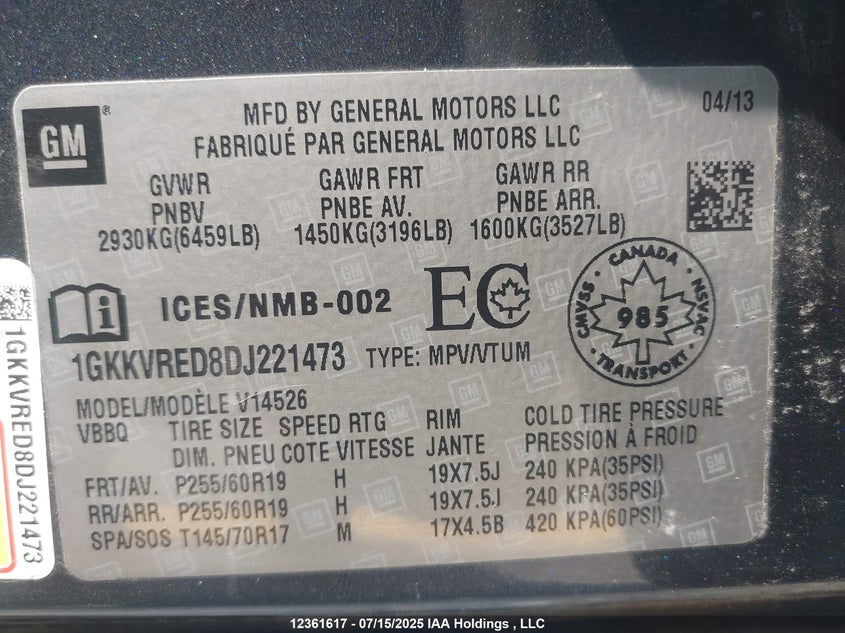 GM ®
MFD BY GENERAL MOTORS LLC
04/13
FABRIQUÉ PAR GENERAL MOTORS LLC
GVWR GAWR FRT GAWR RR
PNBV PNBE AV. PNBE ARR.
2930KG(6459LB) 1450KG(3196LB) 1600KG(3527LB)
i ICES/NMB-002 EC
CANADA
CMVSS 985 NSVAC
TRANSPORT
1GKKVRED8DJ221473 TYPE: MPV/VTUM
MODEL/MODÈLE V14526
VBBQ TIRE SIZE SPEED RTG RIM COLD TIRE PRESSURE
DIM. PNEU COTE VITESSE JANTE PRESSION À FROID
FRT/AV. P255/60R19 H 19X7.5J 240 KPA(35PSI)
RR/ARR. P255/60R19 H 19X7.5J 240 KPA(35PSI)
SPA/SOS T145/70R17 M 17X4.5B 420 KPA(60PSI)
1GKKVRED8DJ221473
12361617 - 07/15/2025 IAA Holdings , LLC